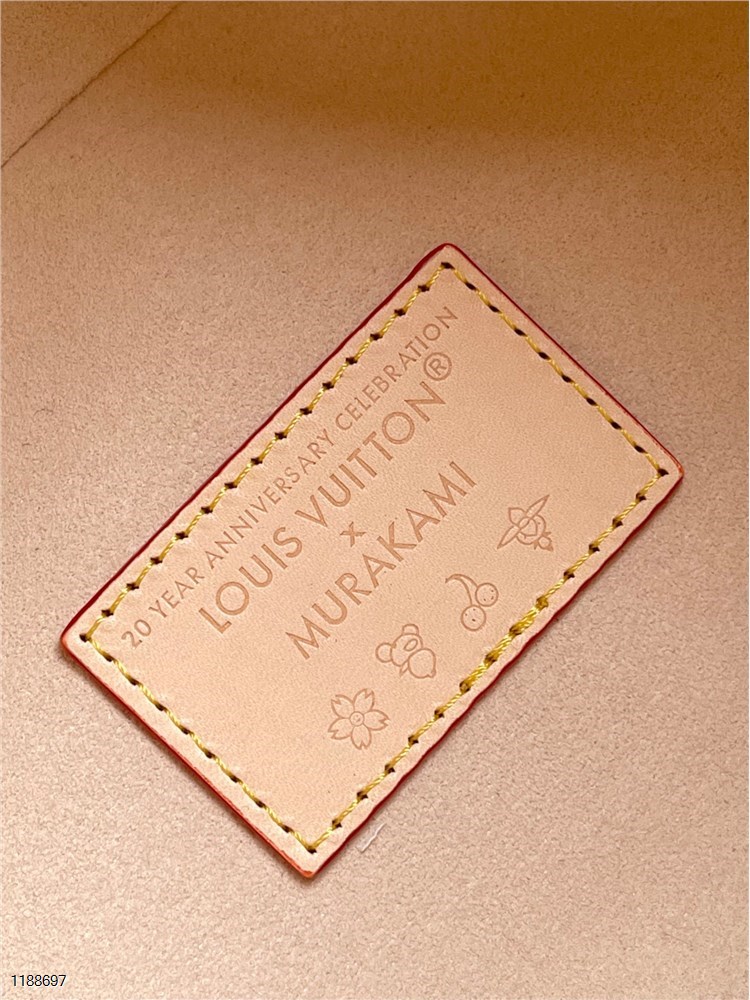 20 YEAR ANNIVERSARY CELEBRATION
LOUIS VUITTON®
x
MURAKAMI
1188697